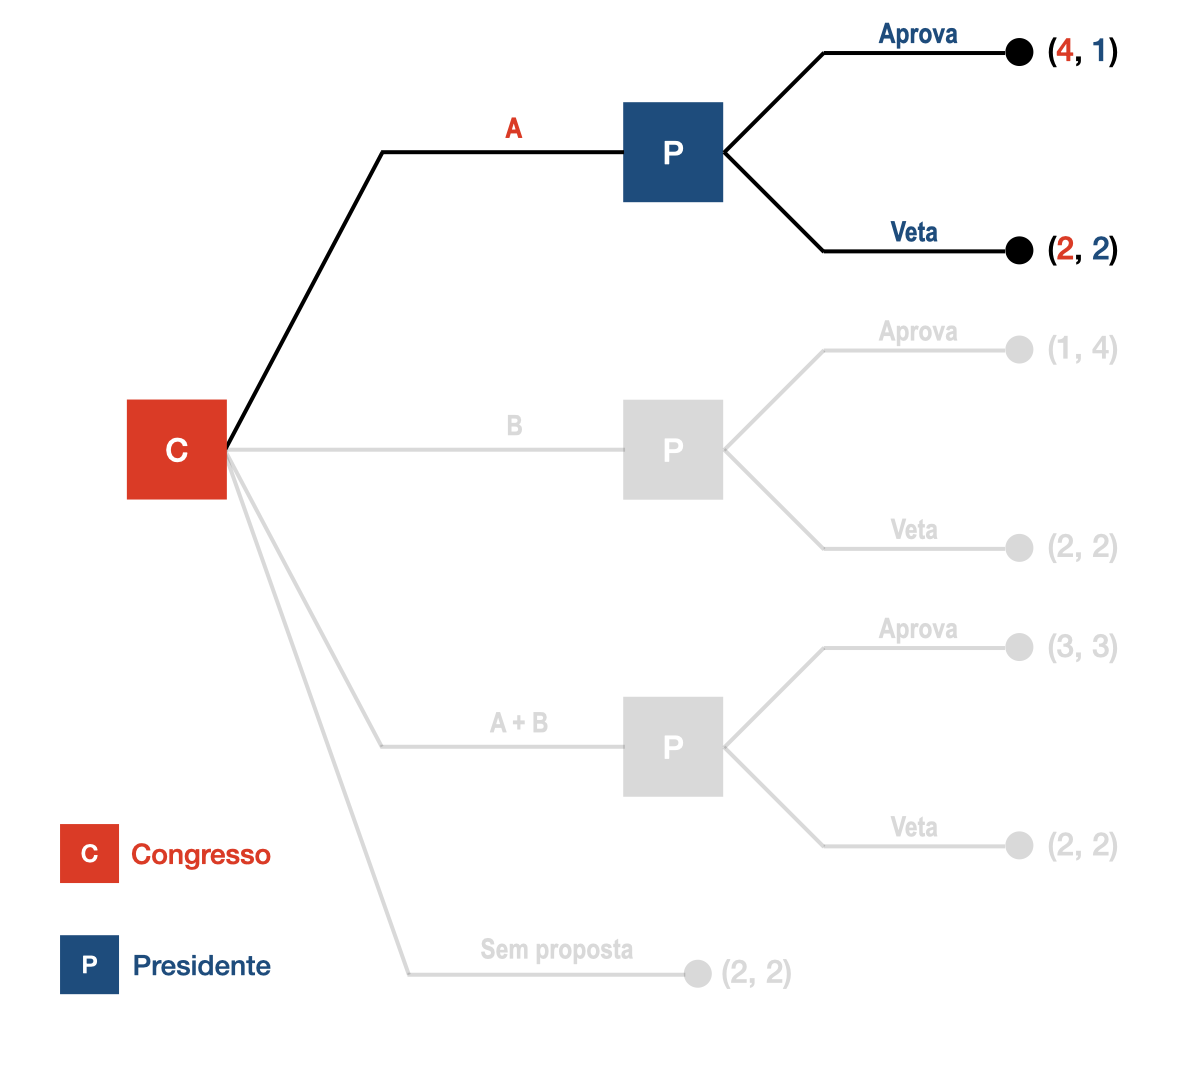 Aprova
(4, 1)
A
P
Veta
(2, 2)
Aprova
(1, 4)
B
C
P
Veta
(2, 2)
Aprova
(3, 3)
A + B
P
Veta
(2, 2)
C Congresso
Sem proposta
(2, 2)
P Presidente